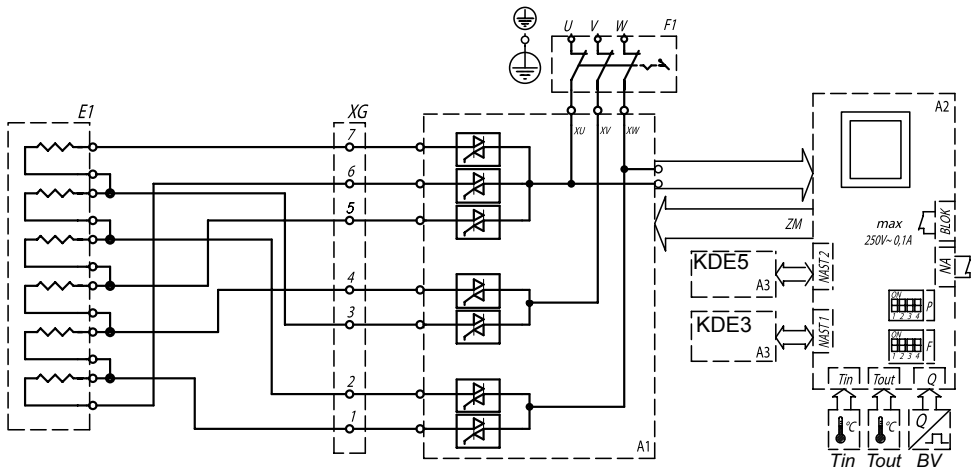 U V W F1
E1 XG A2
7
XU XV XW
6
5
ZM
max
250V~ 0,1A
BLOK
NA
KDE5
A3
NAST 2
4
3
KDE3
A3
NAST 1
ON
1 2 3 4
P
ON
1 2 3 4
F
2
1
A1
Tin Tout Q
°C °C Q
Tin Tout BV